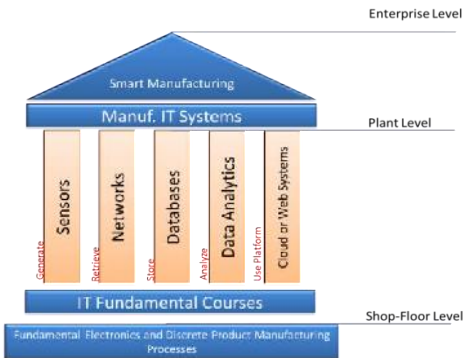 Enterprise Level
Smart Manufacturing
Manuf. IT Systems
Plant Level
Generate
Sensors
Retrieve
Networks
Store
Databases
Analyze
Data Analytics
Use Platform
Cloud or Web Systems
IT Fundamental Courses
Shop-Floor Level
Fundamental Electronics and Discrete Product Manufacturing
Processes